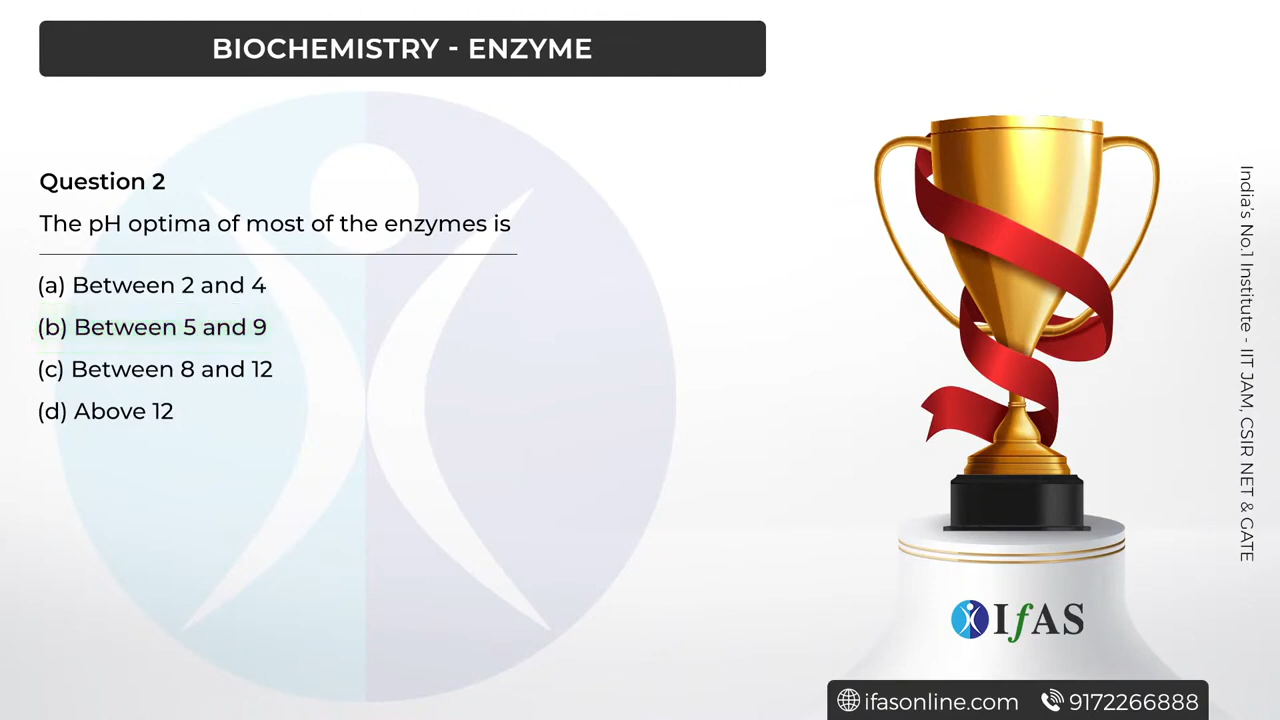 BIOCHEMISTRY - ENZYME
Question 2
The pH optima of most of the enzymes is
(a) Between 2 and 4
(b) Between 5 and 9
(c) Between 8 and 12
(d) Above 12
India's No.1 Institute - IIT JAM, CSIR NET & GATE
IfAS
ifasonline.com 9172266888